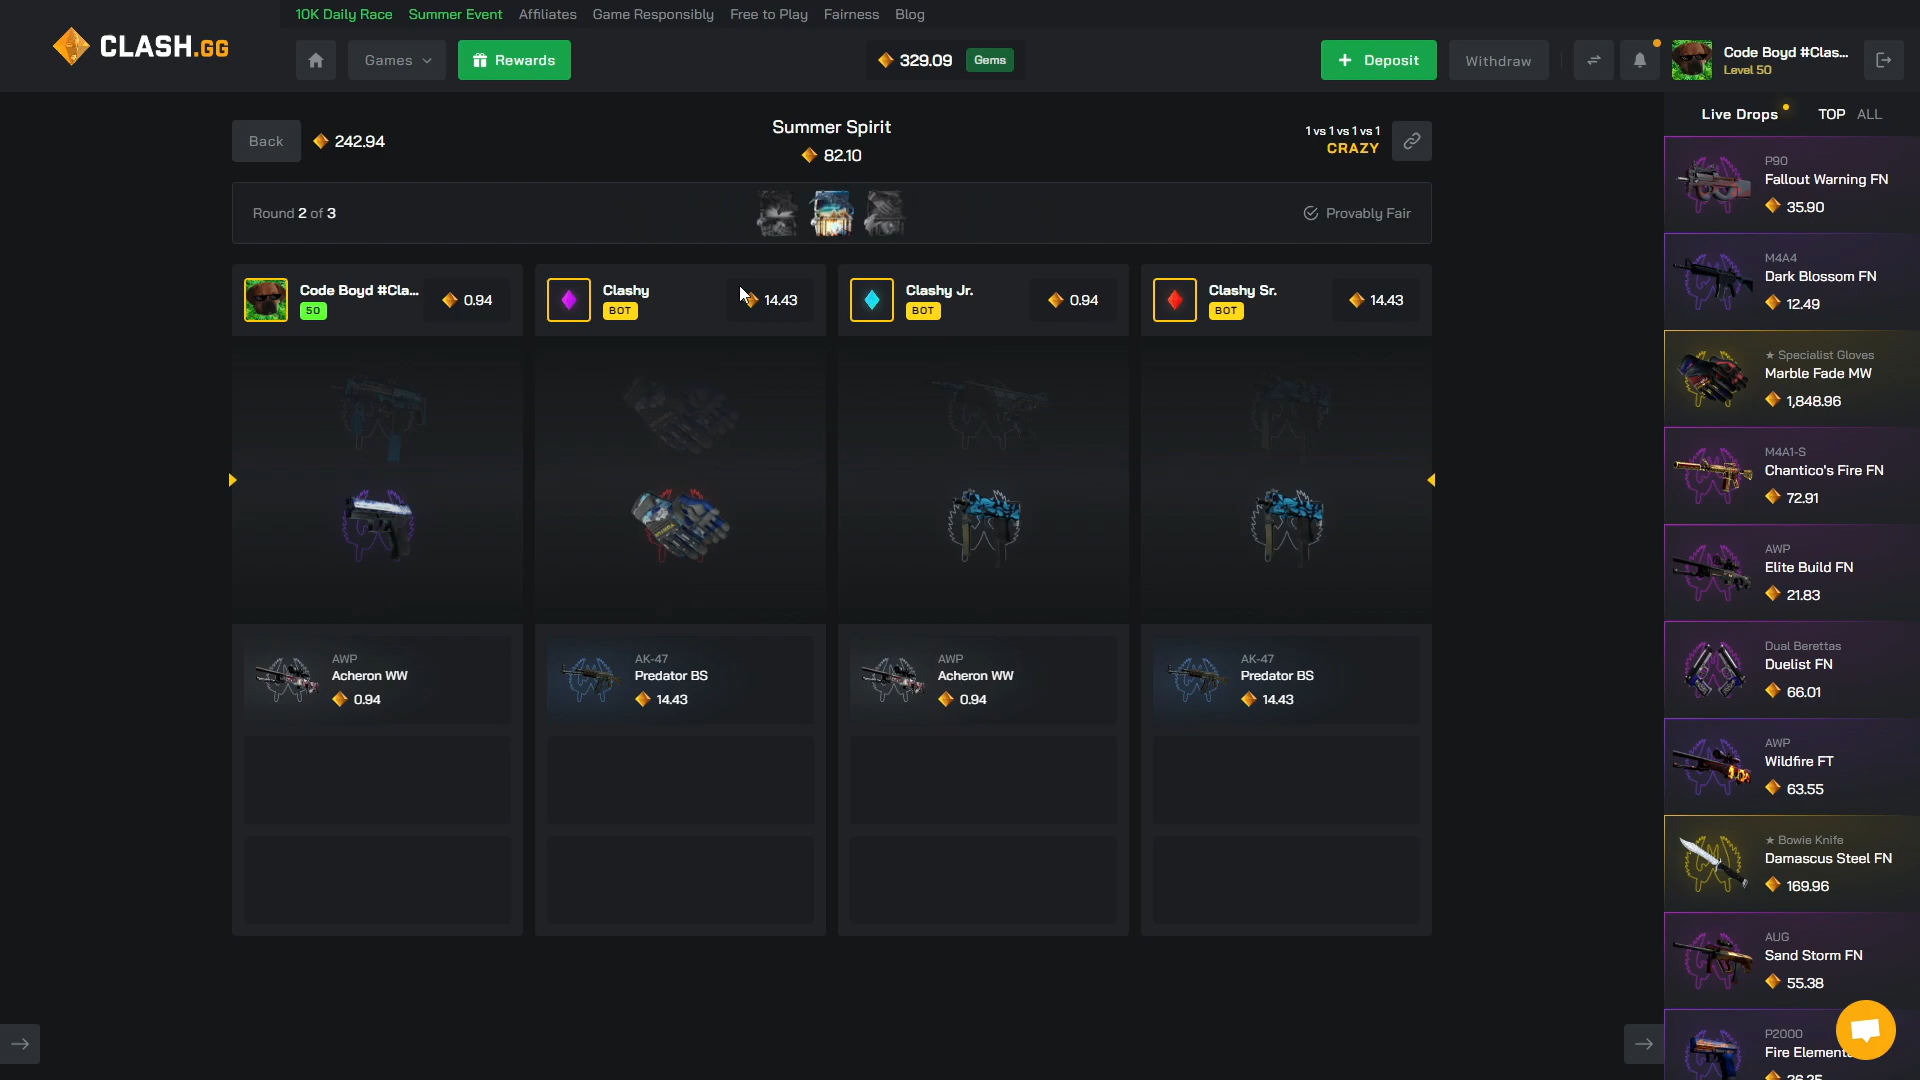 10K Daily Race Summer Event Affiliates Game Responsibly Free to Play Fairness Blog
CLASH.GG
Games
Rewards
329.09 Gems
Deposit
Withdraw
Code Boyd #Clas...
Level 50
Back
242.94
Summer Spirit
82.10
1 vs 1 vs 1 vs 1
CRAZY
Round 2 of 3
Provably Fair
Code Boyd #Cla...
50
0.94
Clashy
BOT
14.43
Clashy Jr.
BOT
0.94
Clashy Sr.
BOT
14.43
AWP
Acheron WW
0.94
AK-47
Predator BS
14.43
AWP
Acheron WW
0.94
AK-47
Predator BS
14.43
Live Drops
TOP ALL
P90
Fallout Warning FN
35.90
M4A4
Dark Blossom FN
12.49
★ Specialist Gloves
Marble Fade MW
1,848.96
M4A1-S
Chantico's Fire FN
72.91
AWP
Elite Build FN
21.83
Dual Berettas
Duelist FN
66.01
AWP
Wildfire FT
63.55
★ Bowie Knife
Damascus Steel FN
169.96
AUG
Sand Storm FN
55.38
P2000
Fire Element